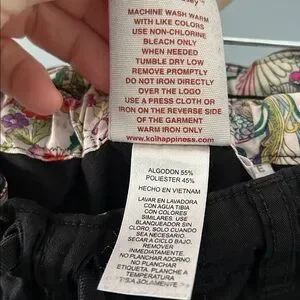 MACHINE WASH WARM
WITH LIKE COLORS
USE NON-CHLORINE
BLEACH ONLY
WHEN NEEDED
TUMBLE DRY LOW
REMOVE PROMPTLY
DO NOT IRON DIRECTLY
OVER THE LOGO
USE A PRESS CLOTH OR
IRON ON THE REVERSE SIDE
OF THE GARMENT
WARM IRON ONLY
www.koihappiness.com
ALGODON 55%
POLIESTER 45%
HECHO EN VIETNAM
LAVAR EN LAVADORA
CON AGUA TIBIA
CON COLORES
SIMILARES. USE
BLANQUEADOR SIN
CLORO, SOLO CUANDO
SEA NECESARIO.
SECAR A CICLO BAJO.
REMOVER
INMEDIATAMENTE
NO PLANCHAR ADORNO.
NO PLANCHAR
ETIQUETA. PLANCHE A
TEMPERATURA
TIBIA SOLAMENTE.